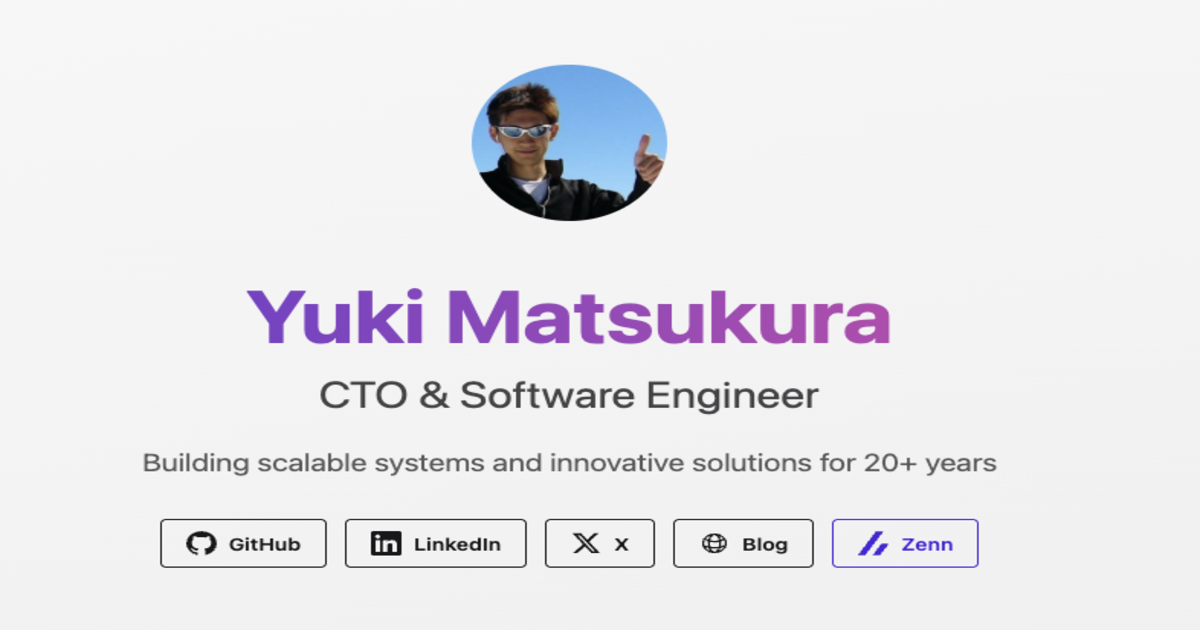 Yuki Matsukura
CTO & Software Engineer
Building scalable systems and innovative solutions for 20+ years
GitHub LinkedIn X Blog Zenn